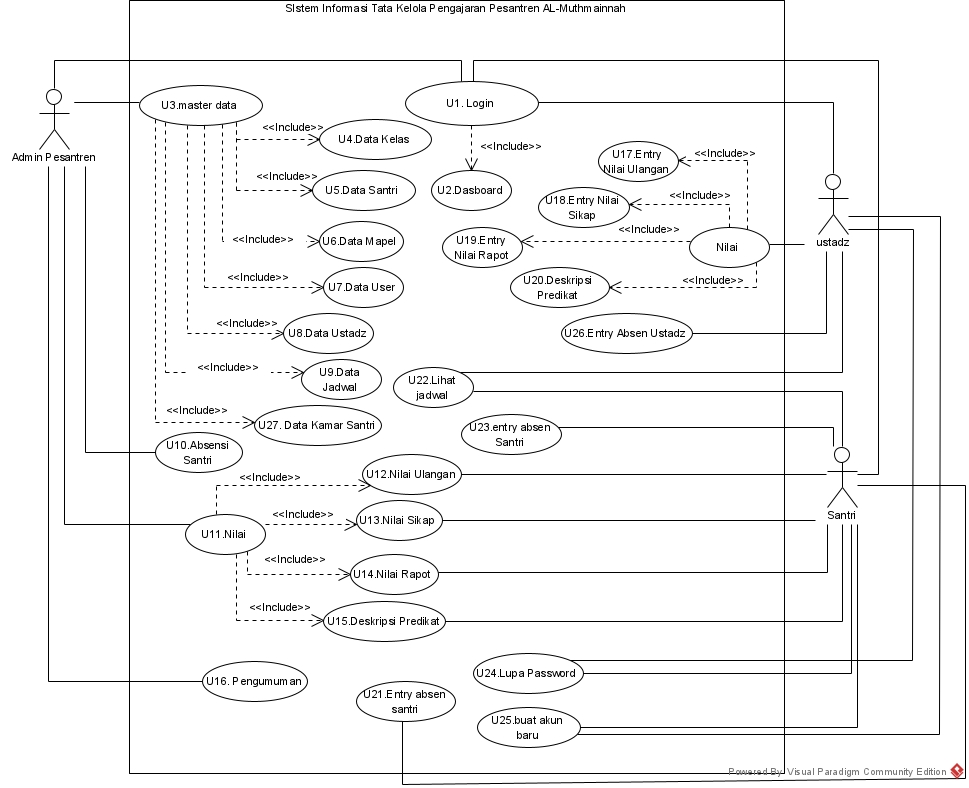 SIstem Informasi Tata Kelola Pengajaran Pesantren AL-Muthmainnah
Admin Pesantren
U3.master data
U1. Login
<<Include>>
U4.Data Kelas
<<Include>>
U2.Dasboard
<<Include>>
U5.Data Santri
<<Include>>
U6.Data Mapel
<<Include>>
U7.Data User
<<Include>>
U8.Data Ustadz
<<Include>>
U9.Data
Jadwal
<<Include>>
U27. Data Kamar Santri
U17.Entry
Nilai Ulangan
<<Include>>
U18.Entry Nilai
Sikap
<<Include>>
U19.Entry
Nilai Rapot
<<Include>>
Nilai
U20.Deskripsi
Predikat
<<Include>>
ustadz
U26.Entry Absen Ustadz
U22.Lihat
jadwal
U23.entry absen
Santri
U10.Absensi
Santri
U11.Nilai
<<Include>>
U12.Nilai Ulangan
<<Include>>
U13.Nilai Sikap
<<Include>>
U14.Nilai Rapot
<<Include>>
U15.Deskripsi Predikat
Santri
U16. Pengumuman
U21.Entry absen
santri
U24.Lupa Password
U25.buat akun
baru
Powered By Visual Paradigm Community Edition